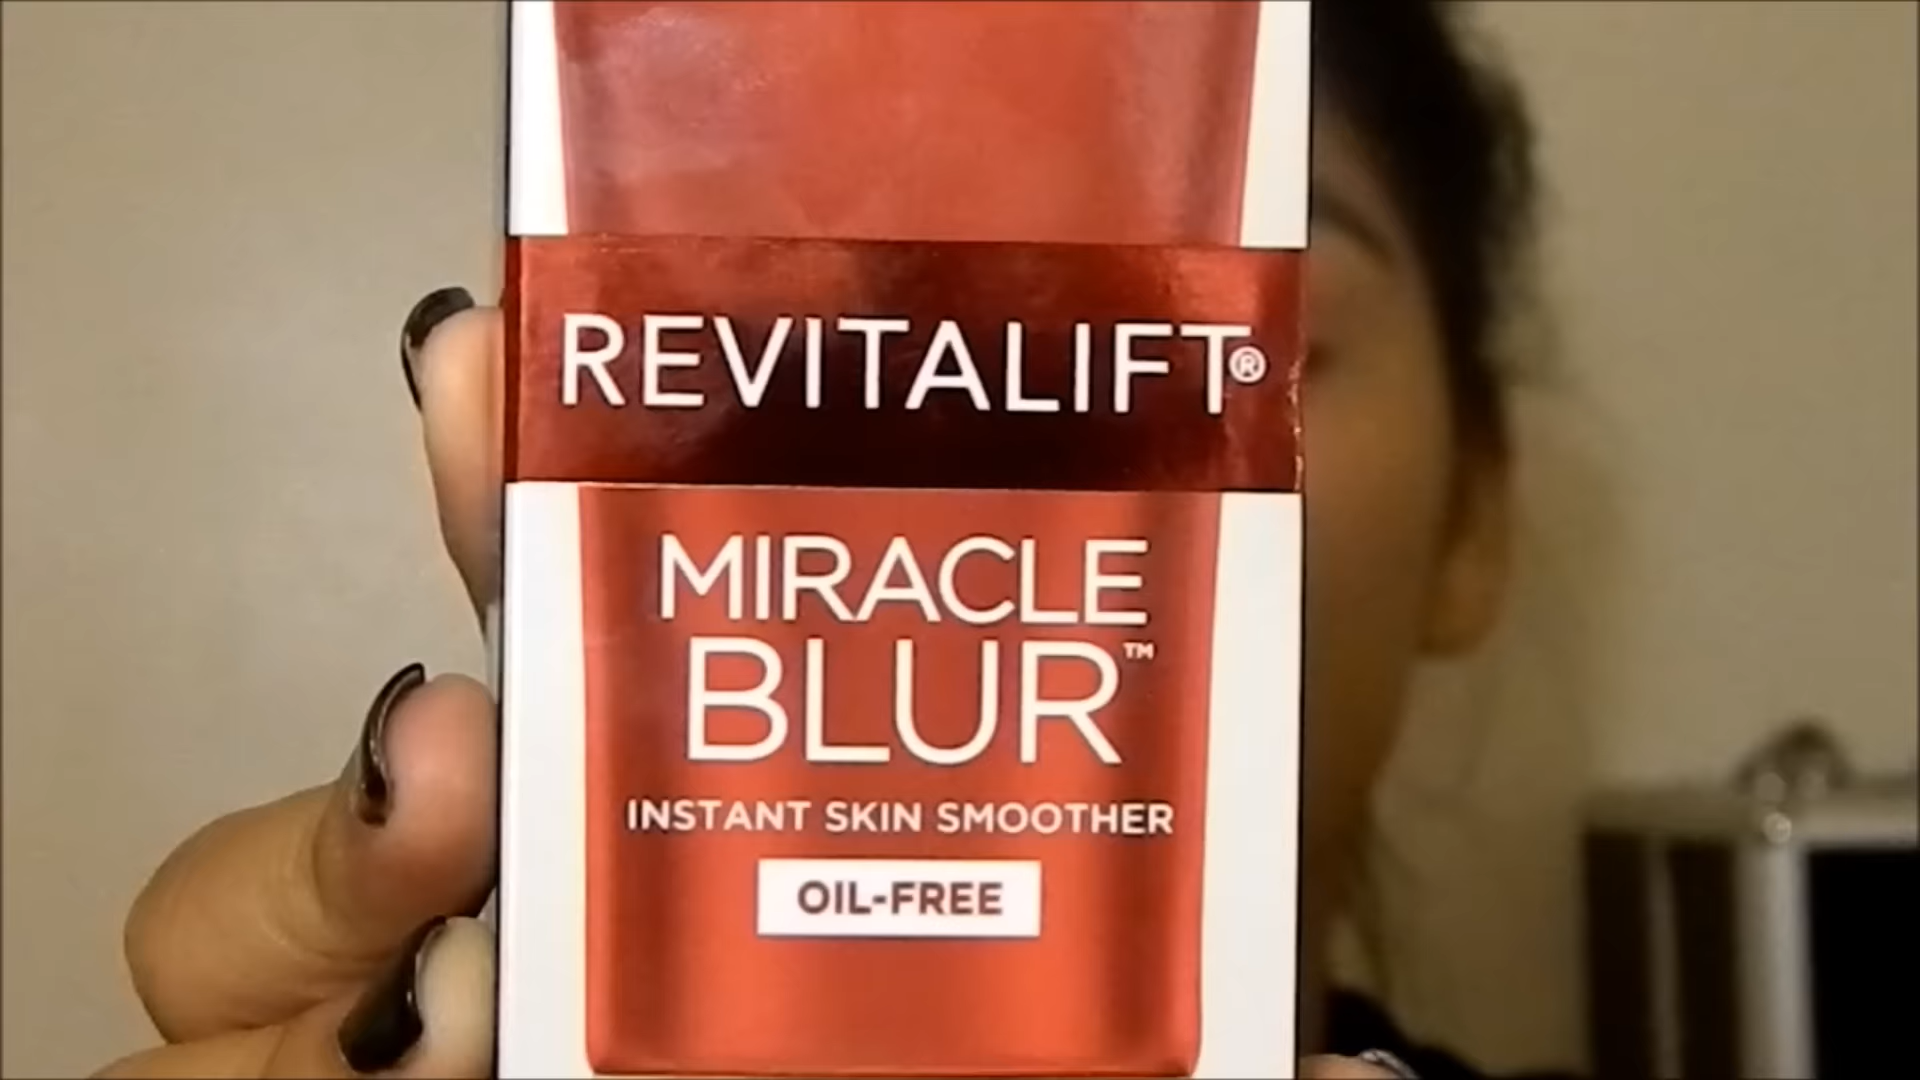 REVITALIFT®
MIRACLE
BLUR™
INSTANT SKIN SMOOTHER
OIL-FREE